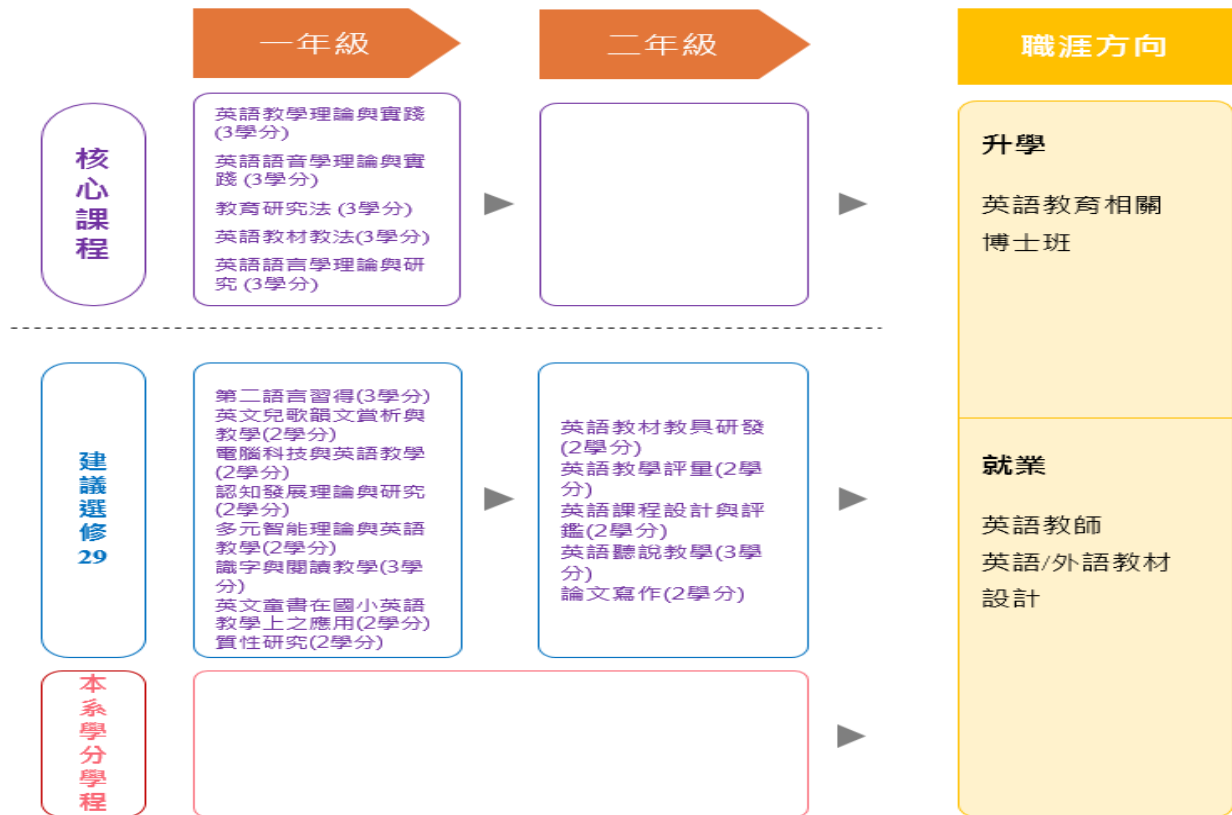 一年級
二年級
職涯方向
核
心
課
程
英語教學理論與實踐
(3學分)
英語語音學理論與實
踐 (3學分)
教育研究法 (3學分)
英語教材教法(3學分)
英語語言學理論與研
究 (3學分)
升學
英語教育相關
博士班
建
議
選
修
29
第二語言習得(3學分)
英文兒歌韻文賞析與
教學(2學分)
電腦科技與英語教學
(2學分)
認知發展理論與研究
(2學分)
多元智能理論與英語
教學(2學分)
識字與閱讀教學(3學
分)
英文童書在國小英語
教學上之應用(2學分)
質性研究(2學分)
英語教材教具研發
(2學分)
英語教學評量(2學
分)
英語課程設計與評
鑑(2學分)
英語聽說教學(3學
分)
論文寫作(2學分)
就業
英語教師
英語/外語教材
設計
本
系
學
分
學
程